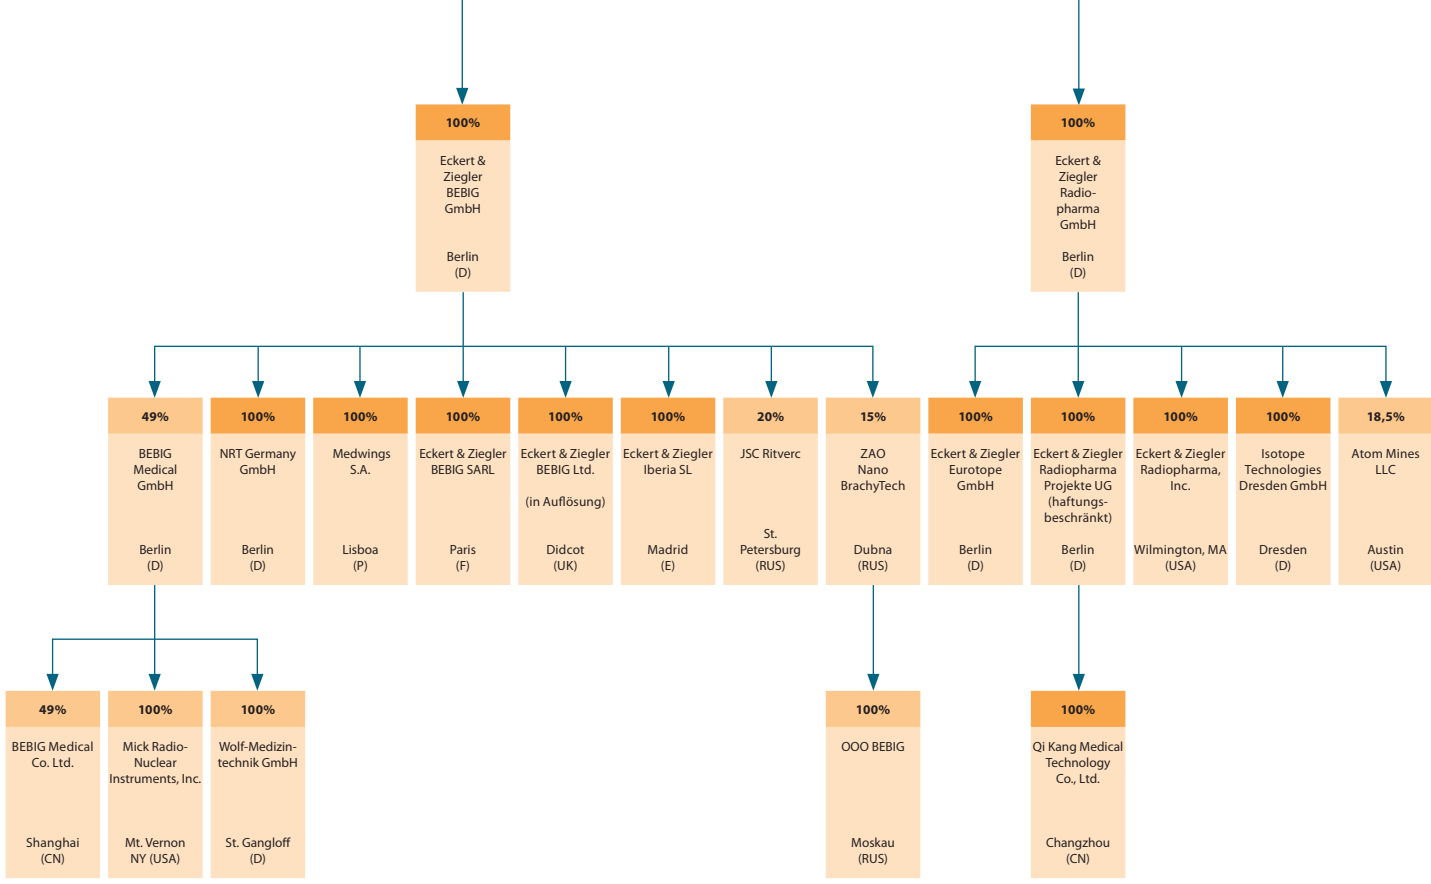 100%
Eckert &
Ziegler
BEBIG
GmbH
Berlin
(D)
100%
Eckert &
Ziegler
Radio-
pharma
GmbH
Berlin
(D)
49%
BEBIG
Medical
GmbH
Berlin
(D)
100%
NRT Germany
GmbH
Berlin
(D)
100%
Medwings
S.A.
Lisboa
(P)
100%
Eckert & Ziegler
BEBIG SARL
Paris
(F)
100%
Eckert & Ziegler
BEBIG Ltd.
(in Auflösung)
Didcot
(UK)
100%
Eckert & Ziegler
Iberia SL
Madrid
(E)
20%
JSC Ritverc
St.
Petersburg
(RUS)
15%
ZAO
Nano
BrachyTech
Dubna
(RUS)
100%
Eckert & Ziegler
Eurotope
GmbH
Berlin
(D)
100%
Eckert & Ziegler
Radiopharma
Projekte UG
(haftungs-
beschränkt)
Berlin
(D)
100%
Eckert & Ziegler
Radiopharma,
Inc.
Wilmington, MA
(USA)
100%
Isotope
Technologies
Dresden GmbH
Dresden
(D)
18,5%
Atom Mines
LLC
Austin
(USA)
49%
BEBIG Medical
Co. Ltd.
Shanghai
(CN)
100%
Mick Radio-
Nuclear
Instruments, Inc.
Mt. Vernon
NY (USA)
100%
Wolf-Medizin-
technik GmbH
St. Gangloff
(D)
100%
OOO BEBIG
Moskau
(RUS)
100%
Qi Kang Medical
Technology
Co., Ltd.
Changzhou
(CN)